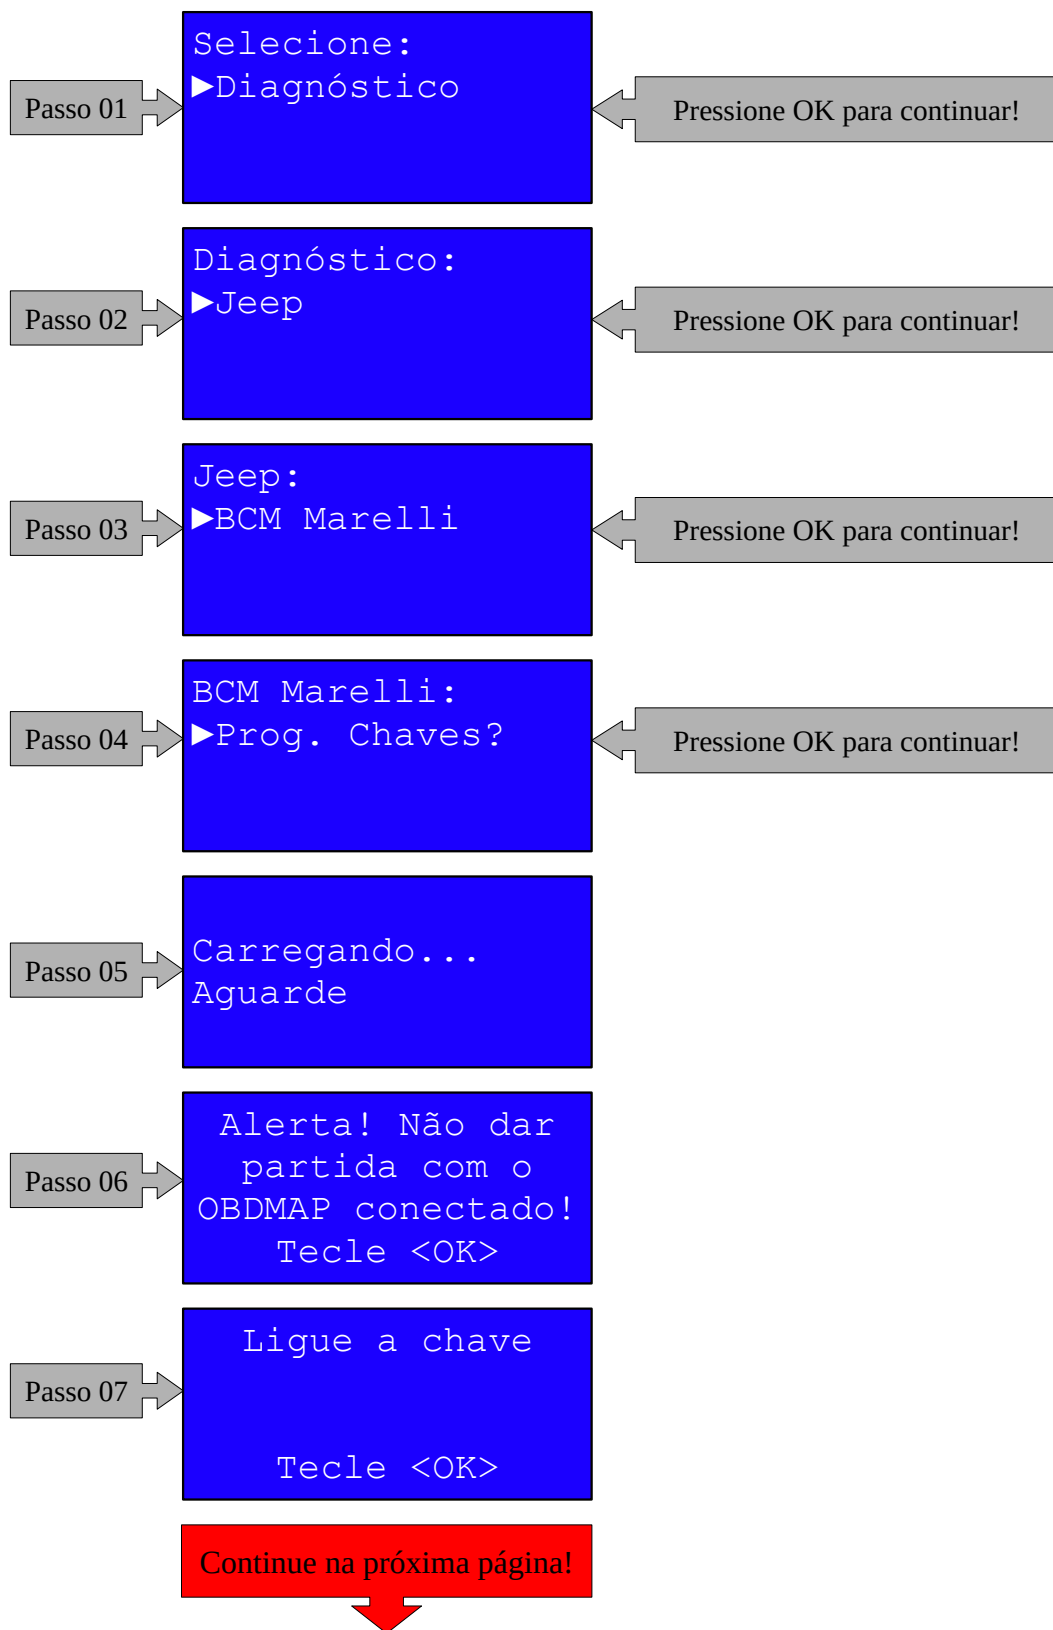 Passo 01
Selecione:
►Diagnóstico
Pressione OK para continuar!
Passo 02
Diagnóstico:
►Jeep
Pressione OK para continuar!
Passo 03
Jeep:
►BCM Marelli
Pressione OK para continuar!
Passo 04
BCM Marelli:
►Prog. Chaves?
Pressione OK para continuar!
Passo 05
Carregando...
Aguarde
Passo 06
Alerta! Não dar
partida com o
OBDMAP conectado!
Tecle <OK>
Passo 07
Ligue a chave
Tecle <OK>
Continue na próxima página!